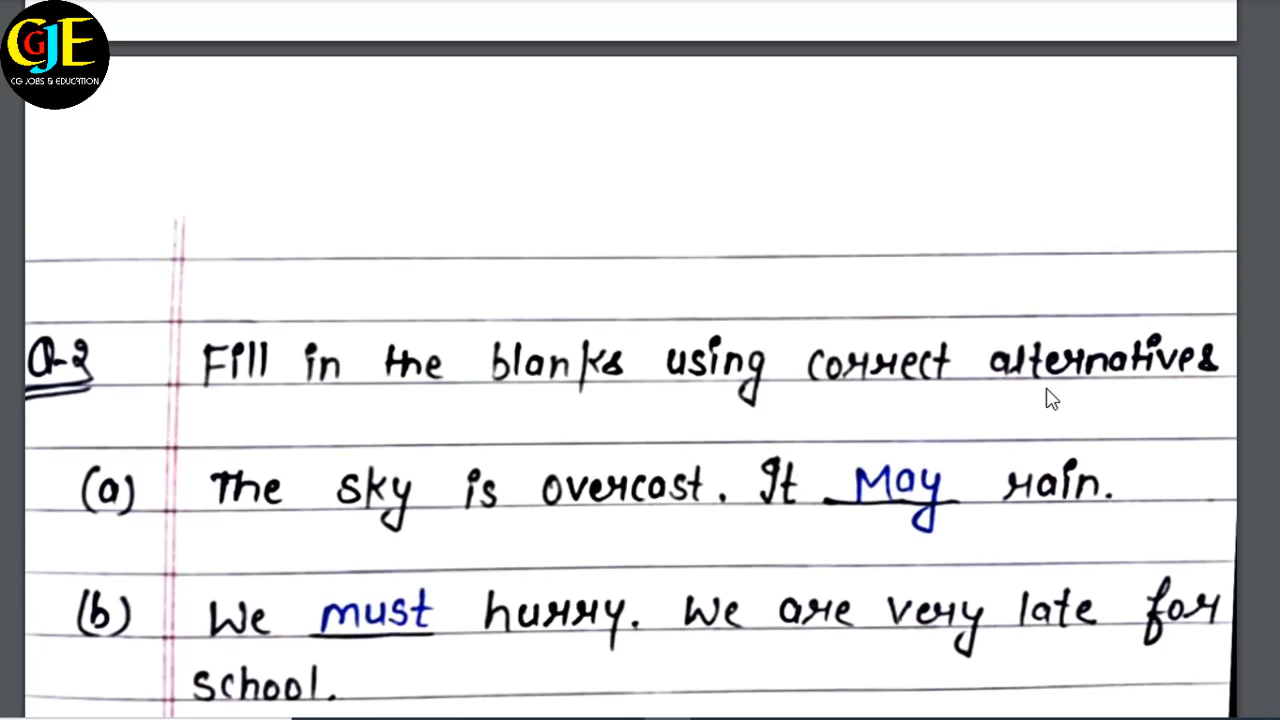 CGJE
CG JOBS & EDUCATION
Q-2 Fill in the blanks using correct alternatives
(a) The sky is overcast. It May rain.
(b) We must hurry. We are very late for
school.